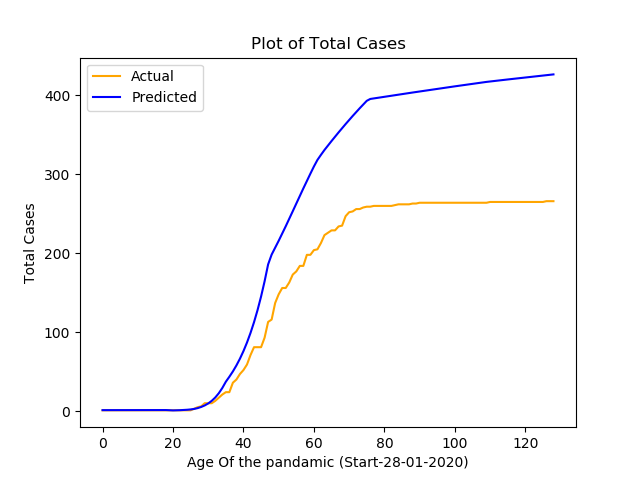 Plot of Total Cases
Actual
Predicted
400
300
200
100
0
Total Cases
0 20 40 60 80 100 120
Age Of the pandamic (Start-28-01-2020)